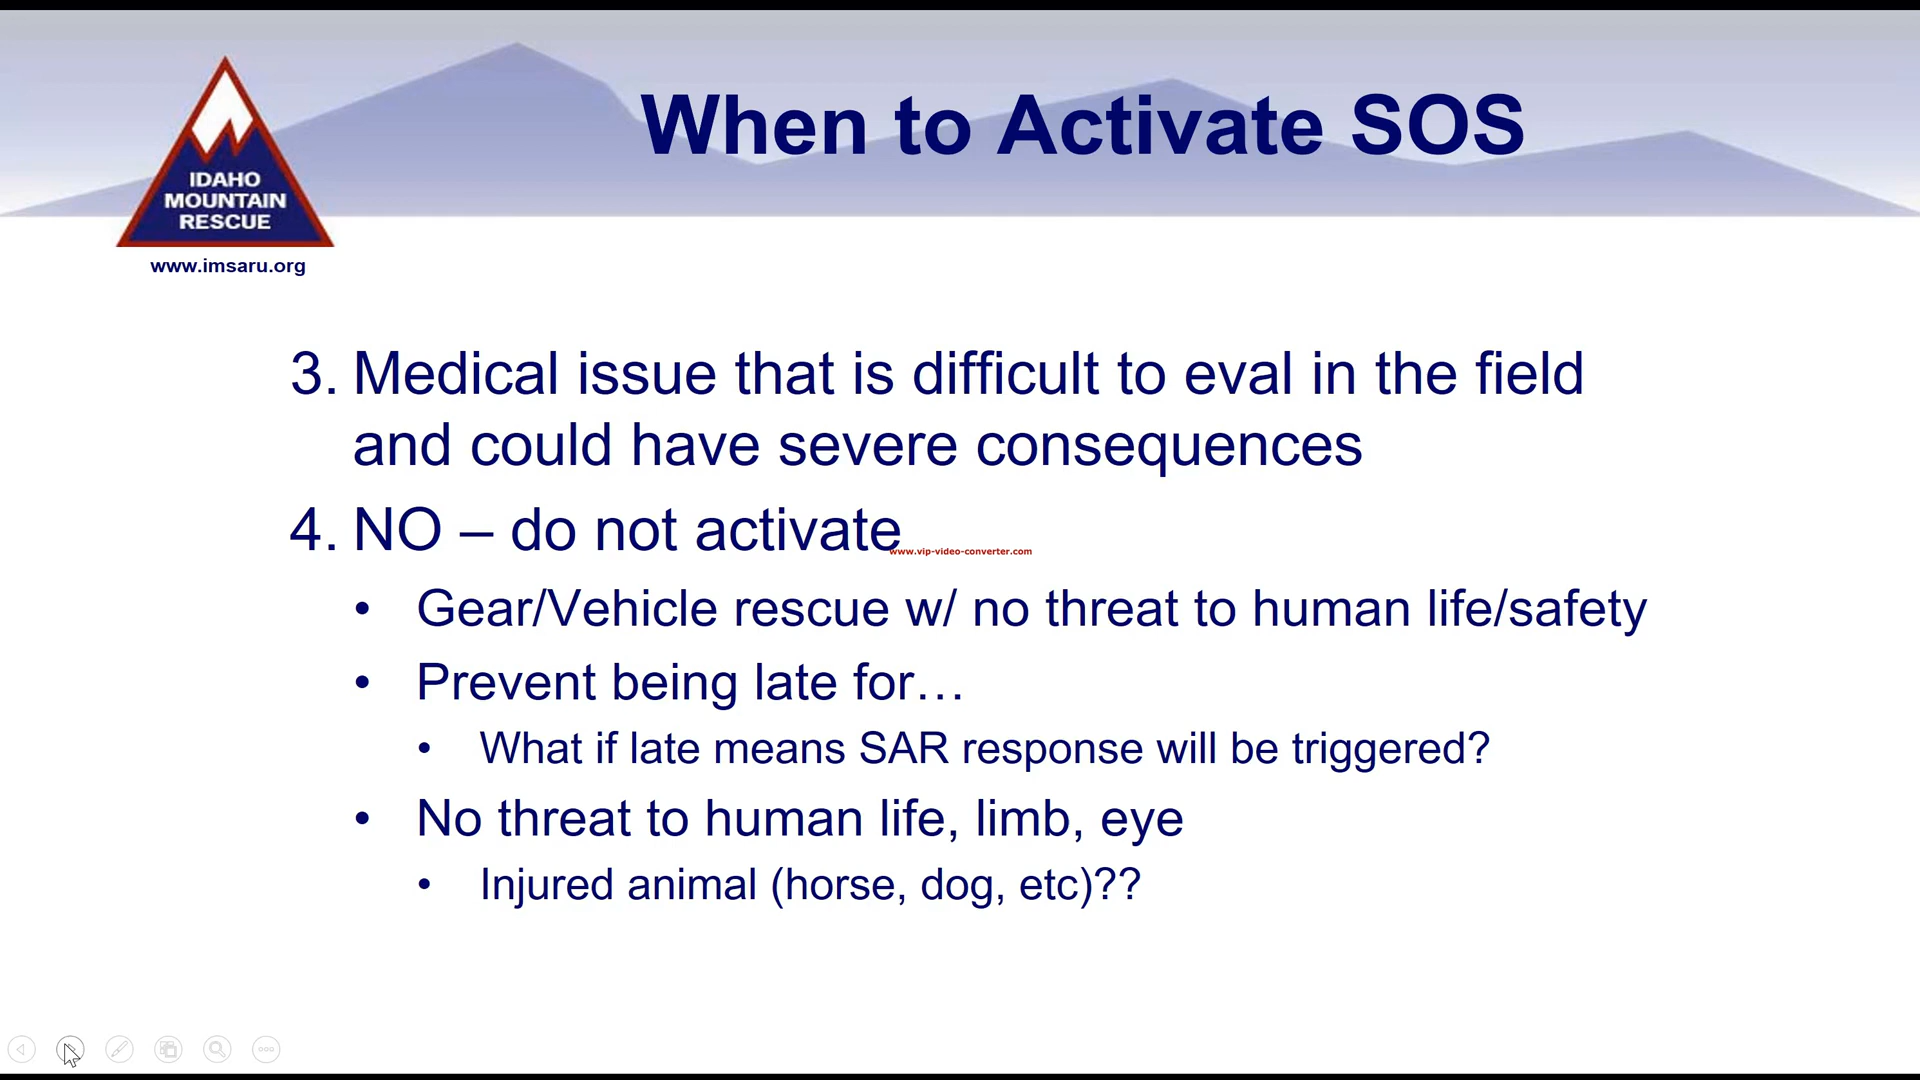 When to Activate SOS
IDAHO
MOUNTAIN
RESCUE
www.imsaru.org
3. Medical issue that is difficult to eval in the field
and could have severe consequences
4. NO – do not activate
www.vip-video-converter.com
• Gear/Vehicle rescue w/ no threat to human life/safety
• Prevent being late for…
• What if late means SAR response will be triggered?
• No threat to human life, limb, eye
• Injured animal (horse, dog, etc)??